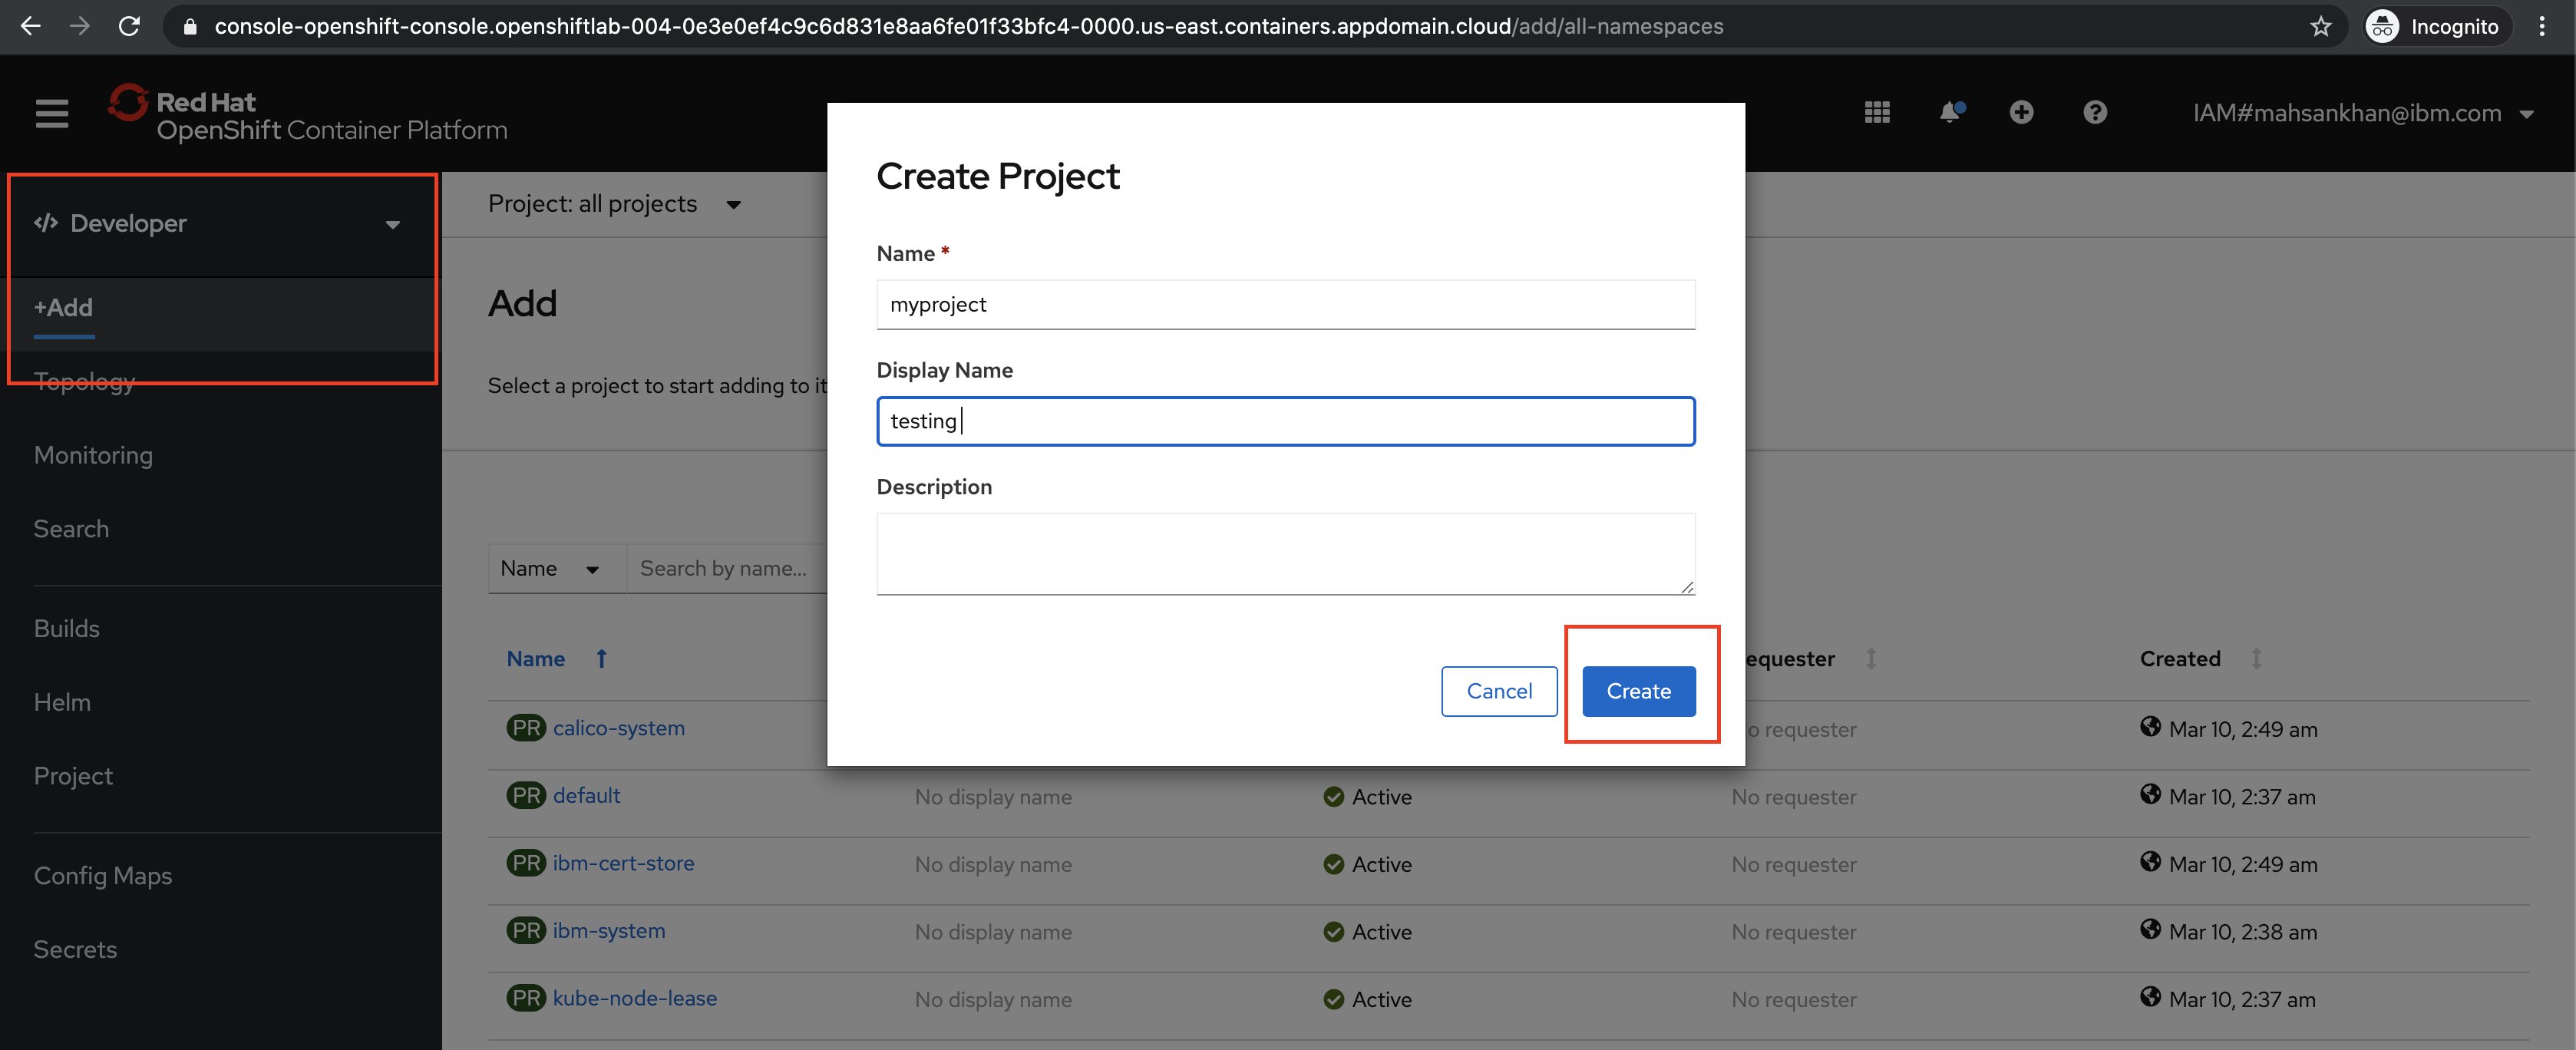 console-openshift-console.openshiftlab-004-0e3e0ef4c9c6d831e8aa6fe01f33bfc4-0000.us-east.containers.appdomain.cloud/add/all-namespaces
Incognito
Red Hat
OpenShift Container Platform
IAM#mahsankhan@ibm.com
Developer
+Add
Topology
Monitoring
Search
Builds
Helm
Project
Config Maps
Secrets
Project: all projects
Add
Select a project to start adding to it
Name
Search by name...
Name
equester
Created
PR calico-system
o requester
Mar 10, 2:49 am
PR default
No display name
Active
No requester
Mar 10, 2:37 am
PR ibm-cert-store
No display name
Active
No requester
Mar 10, 2:49 am
PR ibm-system
No display name
Active
No requester
Mar 10, 2:38 am
PR kube-node-lease
No display name
Active
No requester
Mar 10, 2:37 am
Create Project
Name *
myproject
Display Name
testing
Description
Cancel
Create